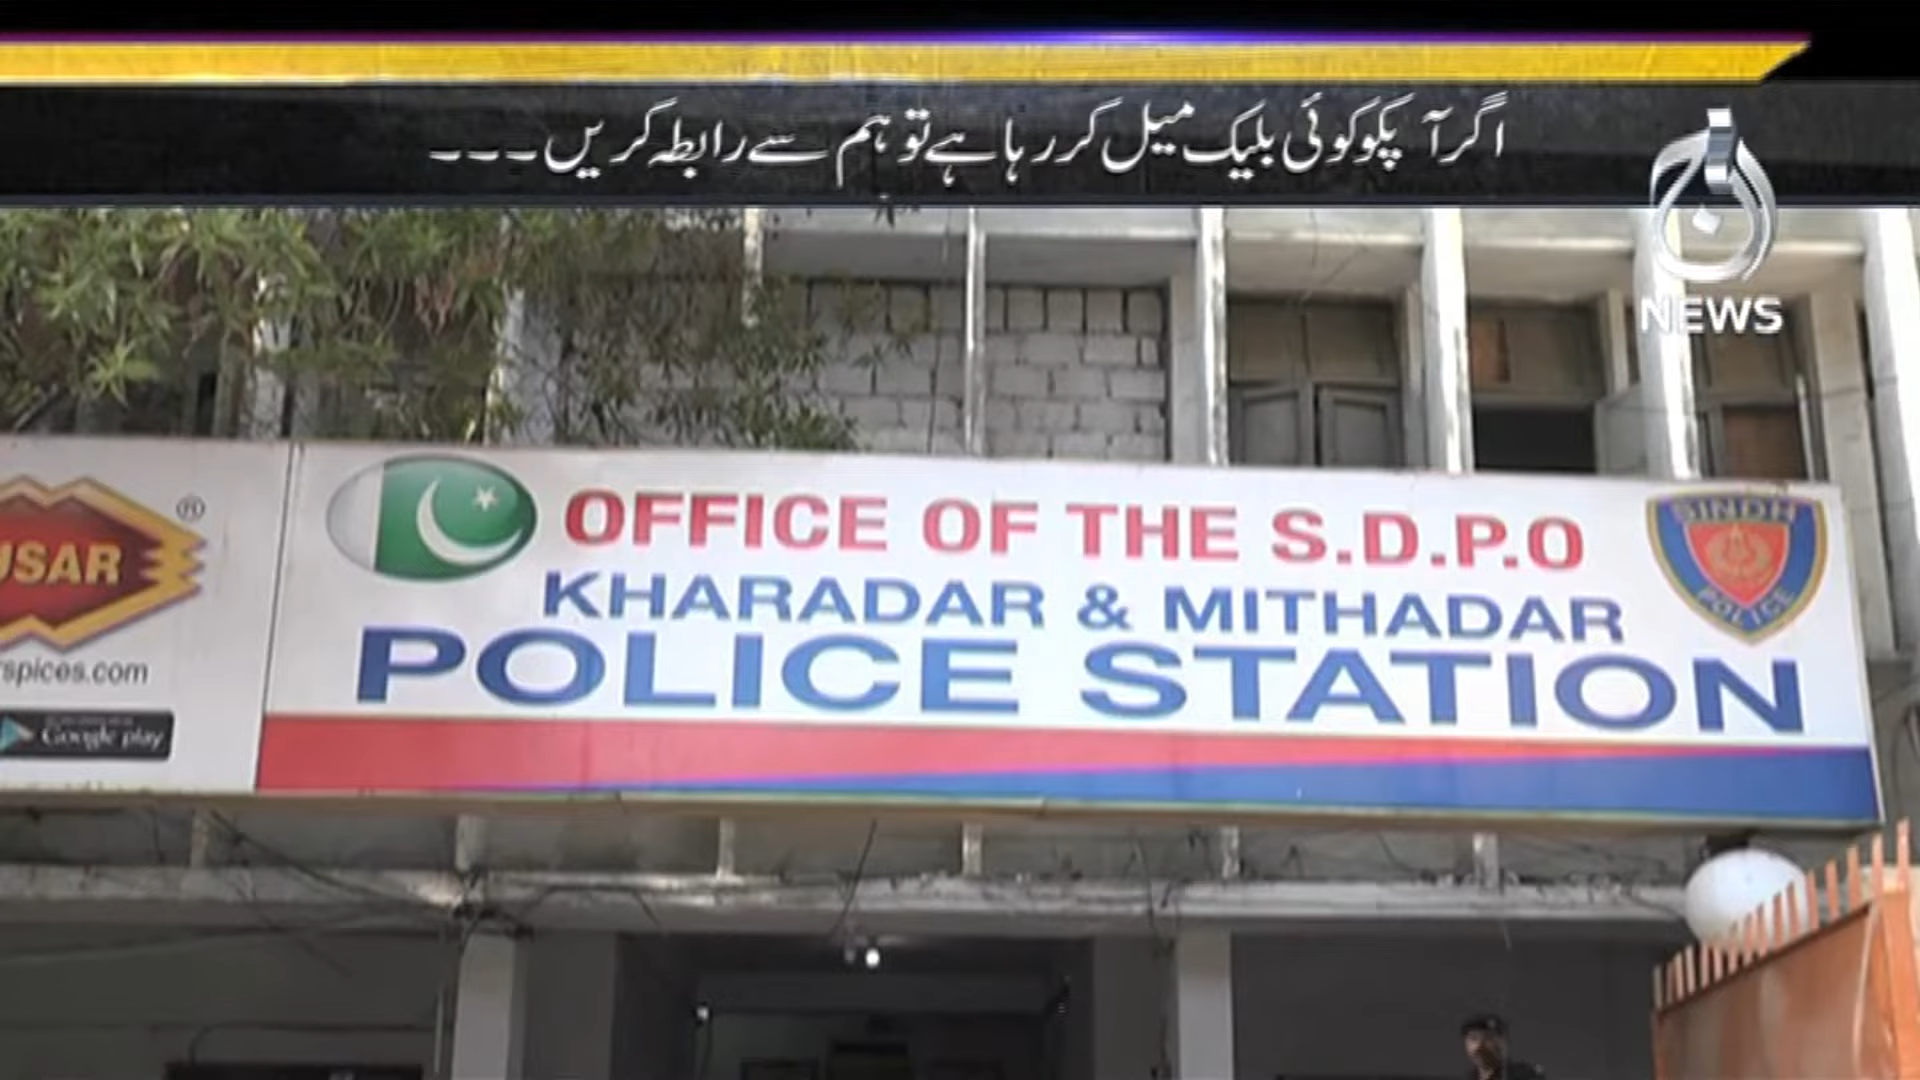 اگر آپکو کوئی بلیک میل کر رہا ہے تو ہم سے رابطہ کریں۔۔۔
آج
NEWS
USAR
®
spices.com
Google play
OFFICE OF THE S.D.P.O
KHARADAR & MITHADAR
POLICE STATION
SINDH
POLICE